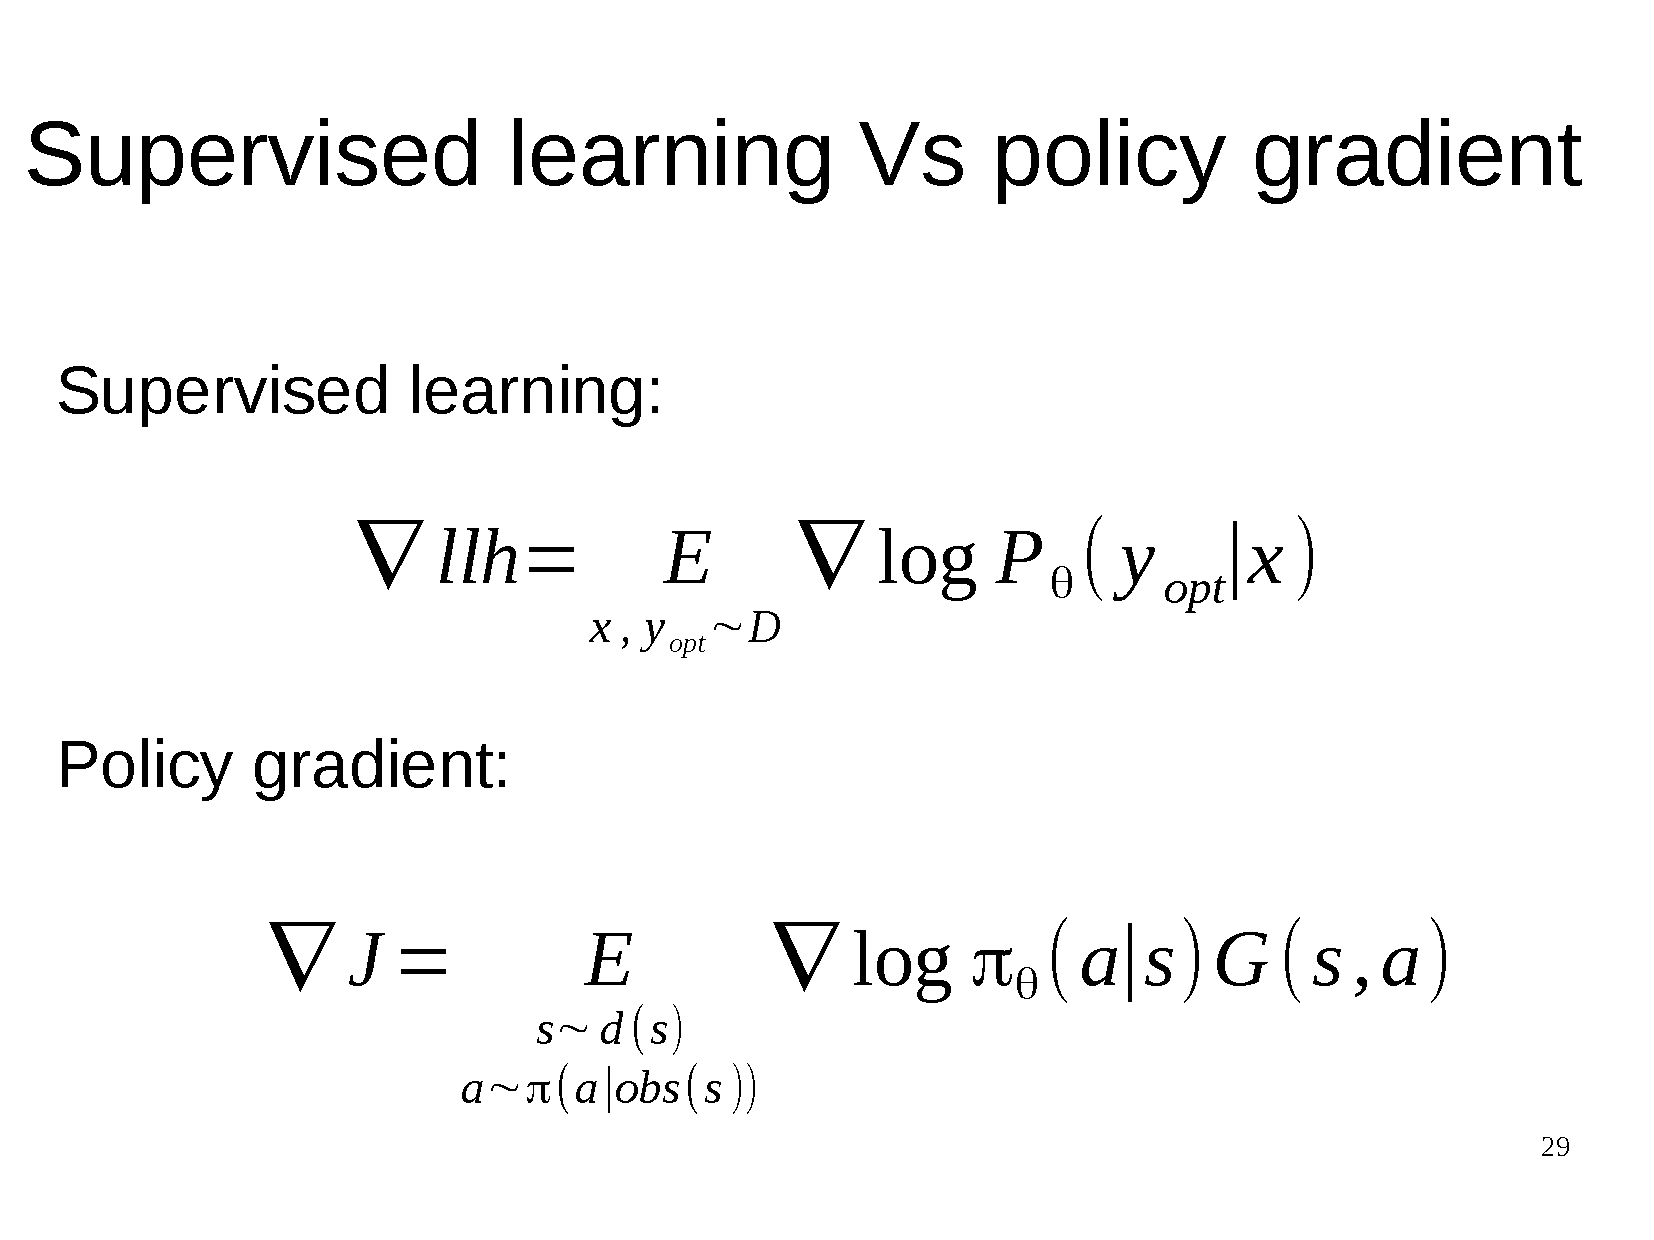 Supervised learning Vs policy gradient
Supervised learning:
∇ llh = E ∇ log P_θ(y_opt|x)
x, y_opt ~ D
Policy gradient:
∇ J = E ∇ log π_θ(a|s) G(s,a)
s ~ d(s)
a ~ π(a|obs(s))
29